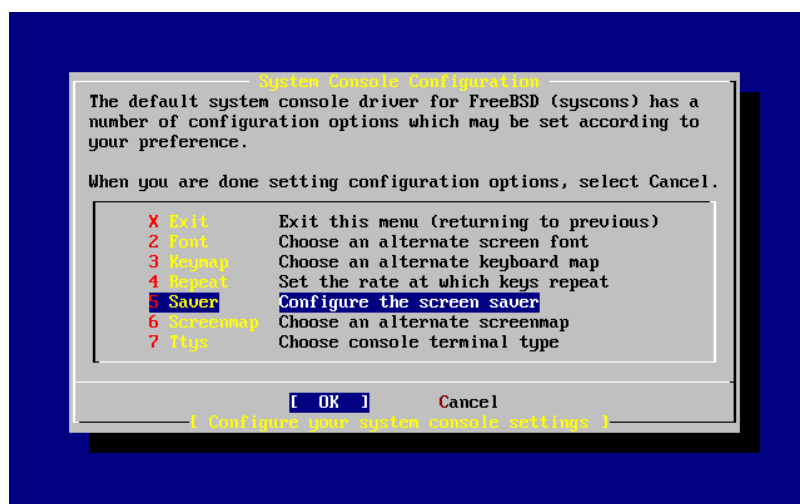 System Console Configuration
The default system console driver for FreeBSD (syscons) has a
number of configuration options which may be set according to
your preference.
When you are done setting configuration options, select Cancel.
X Exit Exit this menu (returning to previous)
2 Font Choose an alternate screen font
3 Keymap Choose an alternate keyboard map
4 Repeat Set the rate at which keys repeat
5 Saver Configure the screen saver
6 Screenmap Choose an alternate screenmap
7 Ttys Choose console terminal type
[ OK ] Cancel
[ Configure your system console settings ]